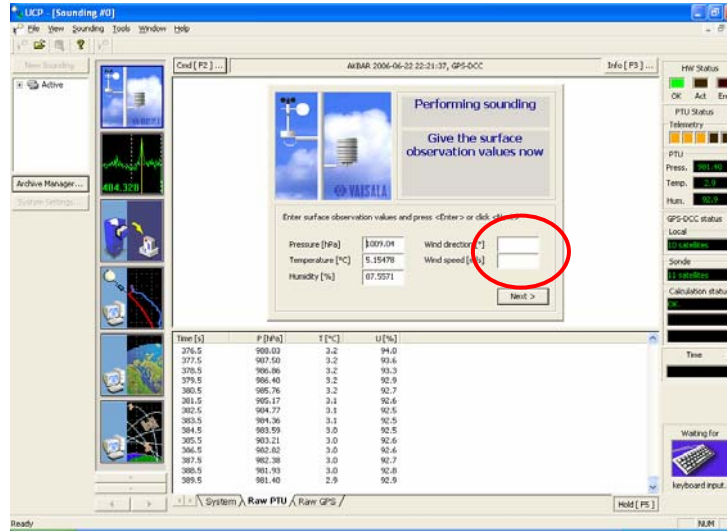 UCP - [Sounding #0]
File View Sounding Tools Window Help
New Sounding
Active
Archive Manager...
System Settings...
404.320
Cmd [ F2 ] ...
AKBAR 2006-06-22 22:21:37, GPS-DCC
Info [ F3 ] ...
Performing sounding
Give the surface
observation values now
VAISALA
Enter surface observation values and press <Enter> or click <Next>
Pressure [hPa] 1009.04 Wind direction [°]
Temperature [°C] 5.15478 Wind speed [m/s]
Humidity [%] 87.5571
Next >
Time [s] P [hPa] T [°C] U [%]
376.5 988.03 3.2 94.0
377.5 987.50 3.2 93.6
378.5 986.86 3.2 93.3
379.5 986.40 3.2 92.9
380.5 985.76 3.2 92.7
381.5 985.17 3.1 92.6
382.5 984.77 3.1 92.5
383.5 984.36 3.1 92.5
384.5 983.59 3.0 92.5
385.5 983.21 3.0 92.6
386.5 982.82 3.0 92.6
387.5 982.38 3.0 92.7
388.5 981.93 3.0 92.8
389.5 981.40 2.9 92.9
System Raw PTU Raw GPS
Hold [ F5 ]
HW Status
OK Act Err
PTU Status
Telemetry
PTU
Press. 981.40
Temp. 2.9
Hum. 92.9
GPS-DCC status
Local
10 satellites
Sonde
11 satellites
Calculation status
OK
Time
Waiting for
keyboard input.
Ready
NUM